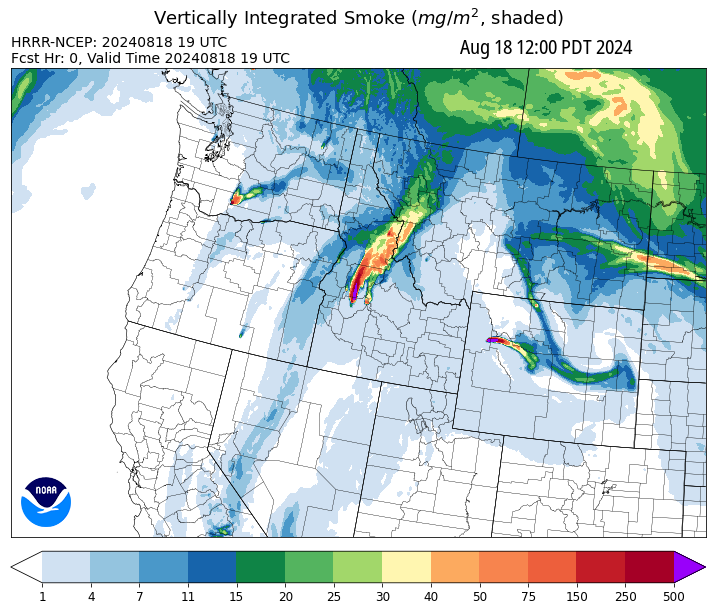 Vertically Integrated Smoke (mg/m², shaded)
HRRR-NCEP: 20240818 19 UTC
Aug 18 12:00 PDT 2024
Fcst Hr: 0, Valid Time 20240818 19 UTC
NOAA
1 4 7 11 15 20 25 30 40 50 75 150 250 500